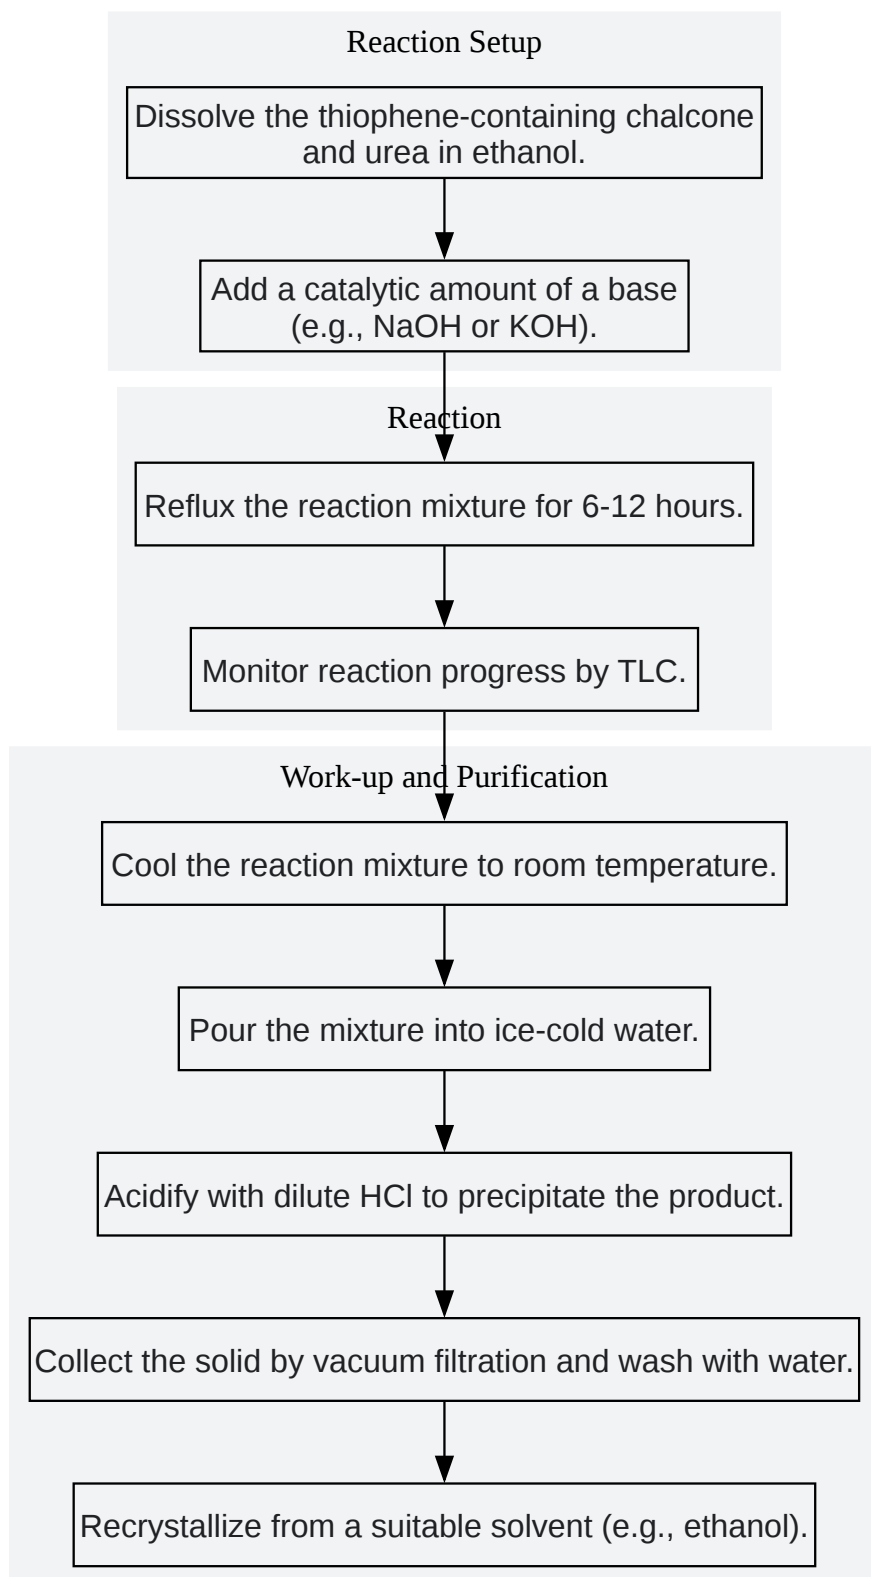 Reaction Setup
Dissolve the thiophene-containing chalcone
and urea in ethanol.
Add a catalytic amount of a base
(e.g., NaOH or KOH).
Reaction
Reflux the reaction mixture for 6-12 hours.
Monitor reaction progress by TLC.
Work-up and Purification
Cool the reaction mixture to room temperature.
Pour the mixture into ice-cold water.
Acidify with dilute HCl to precipitate the product.
Collect the solid by vacuum filtration and wash with water.
Recrystallize from a suitable solvent (e.g., ethanol).